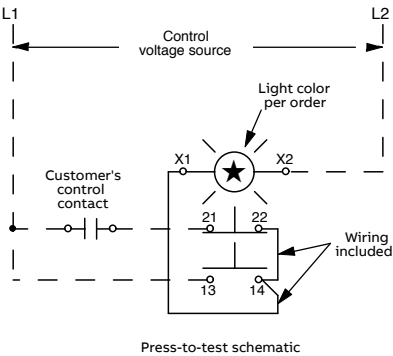 L1
L2
Control
voltage source
Light color
per order
X1
X2
Customer's
control
contact
21
22
Wiring
included
13
14
Press-to-test schematic